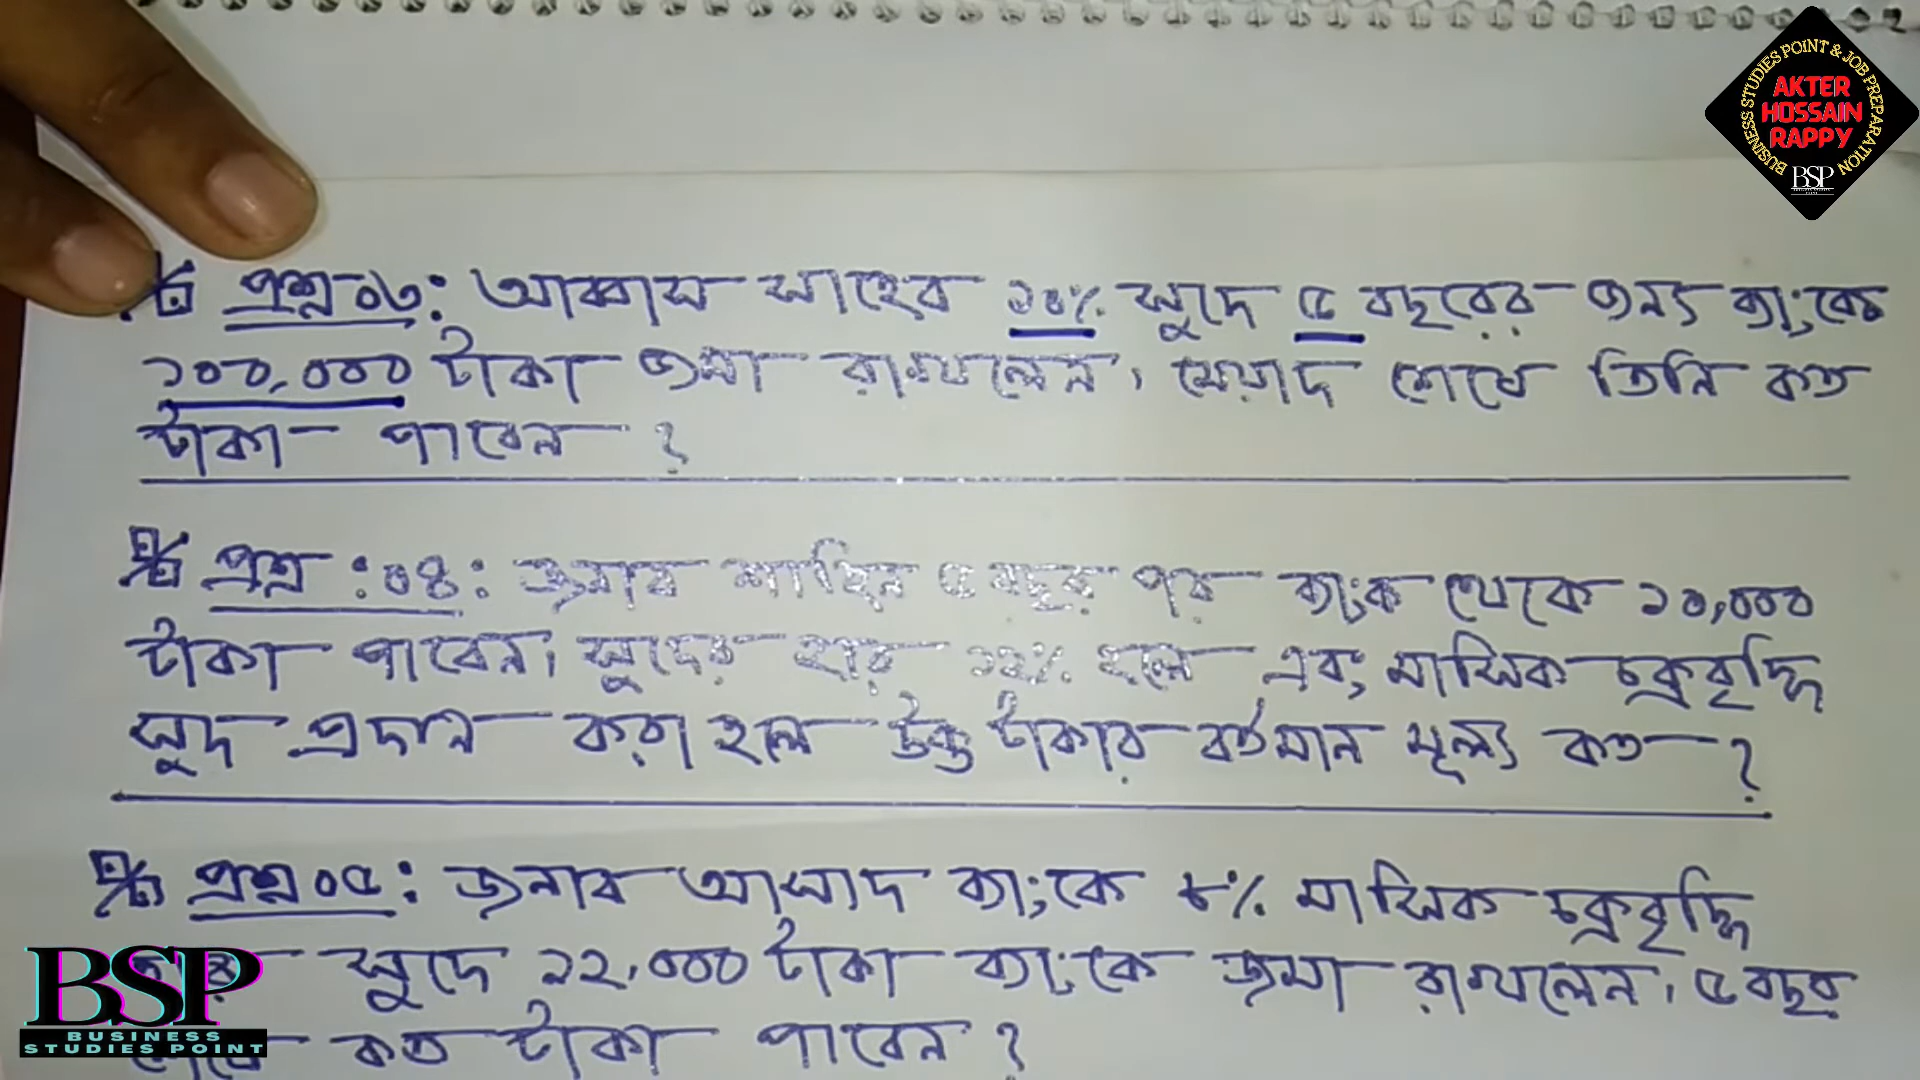 BUSINESS STUDIES POINT & JOB PREPARATION
AKTER
HOSSAIN
RAPPY
BSP
প্রশ্ন-০৩: আব্বাস সাহেব ১০% সুদে ৫ বছরের জন্য ব্যাংকে
১০০,০০০ টাকা জমা রাখলেন, মেয়াদ শেষে তিনি কত
টাকা পাবেন ?
প্রশ্ন :০৪: জনাব শাহিন ৫ বছর পর ব্যাংক থেকে ১০,০০০
টাকা পাবেন। সুদের হার ১২% হলে এবং মাসিক চক্রবৃদ্ধি
সুদ প্রদান করা হলে উক্ত টাকার বর্তমান মূল্য কত ?
প্রশ্ন ০৫: জনাব আসাদ ব্যাংকে ৮% মাসিক চক্রবৃদ্ধি
সুদে ১২,০০০ টাকা ব্যাংকে জমা রাখলেন। ৫ বছর
কত টাকা পাবেন ?
BSP
BUSINESS
STUDIES POINT